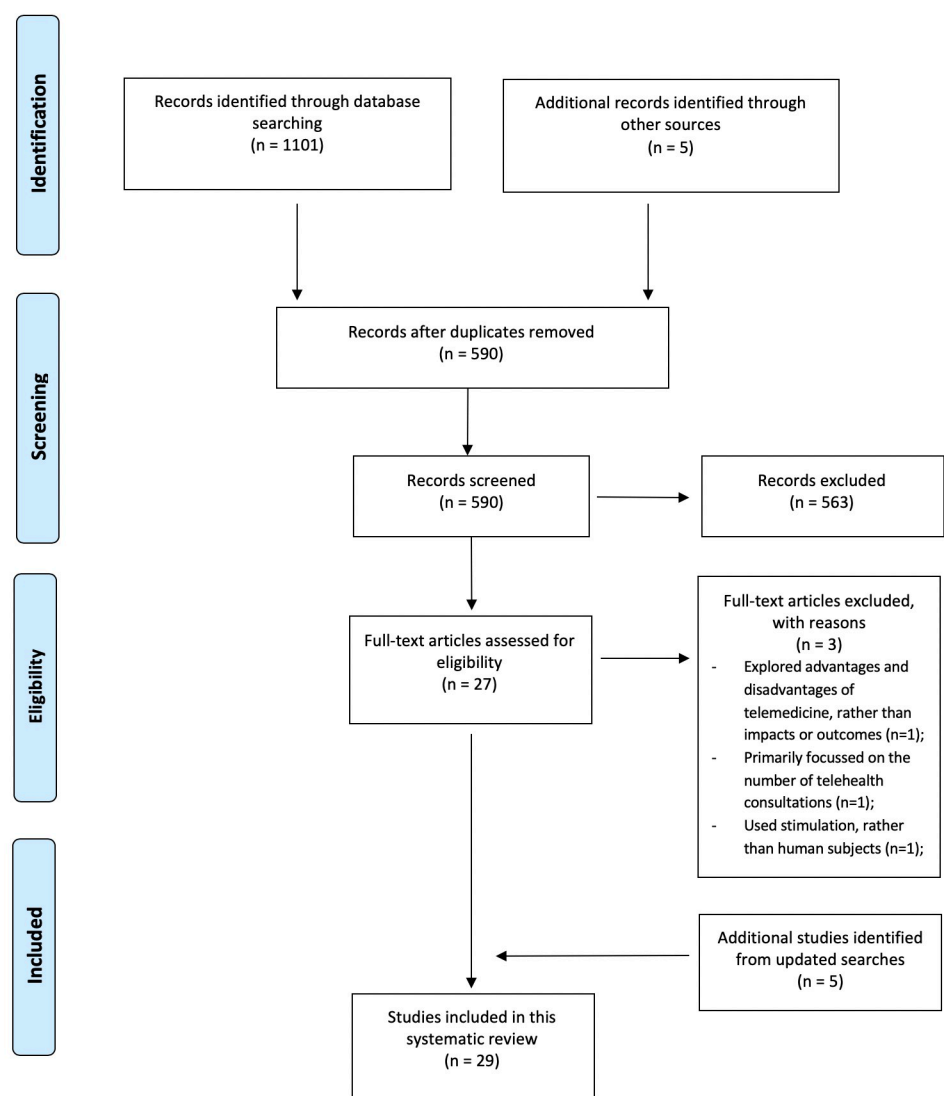 Identification
Records identified through database
searching
(n = 1101)
Additional records identified through
other sources
(n = 5)
Screening
Records after duplicates removed
(n = 590)
Records screened
(n = 590)
Records excluded
(n = 563)
Eligibility
Full-text articles assessed for
eligibility
(n = 27)
Full-text articles excluded,
with reasons
(n = 3)
- Explored advantages and
disadvantages of
telemedicine, rather than
impacts or outcomes (n=1);
- Primarily focussed on the
number of telehealth
consultations (n=1);
- Used stimulation, rather
than human subjects (n=1);
Included
Additional studies identified
from updated searches
(n = 5)
Studies included in this
systematic review
(n = 29)